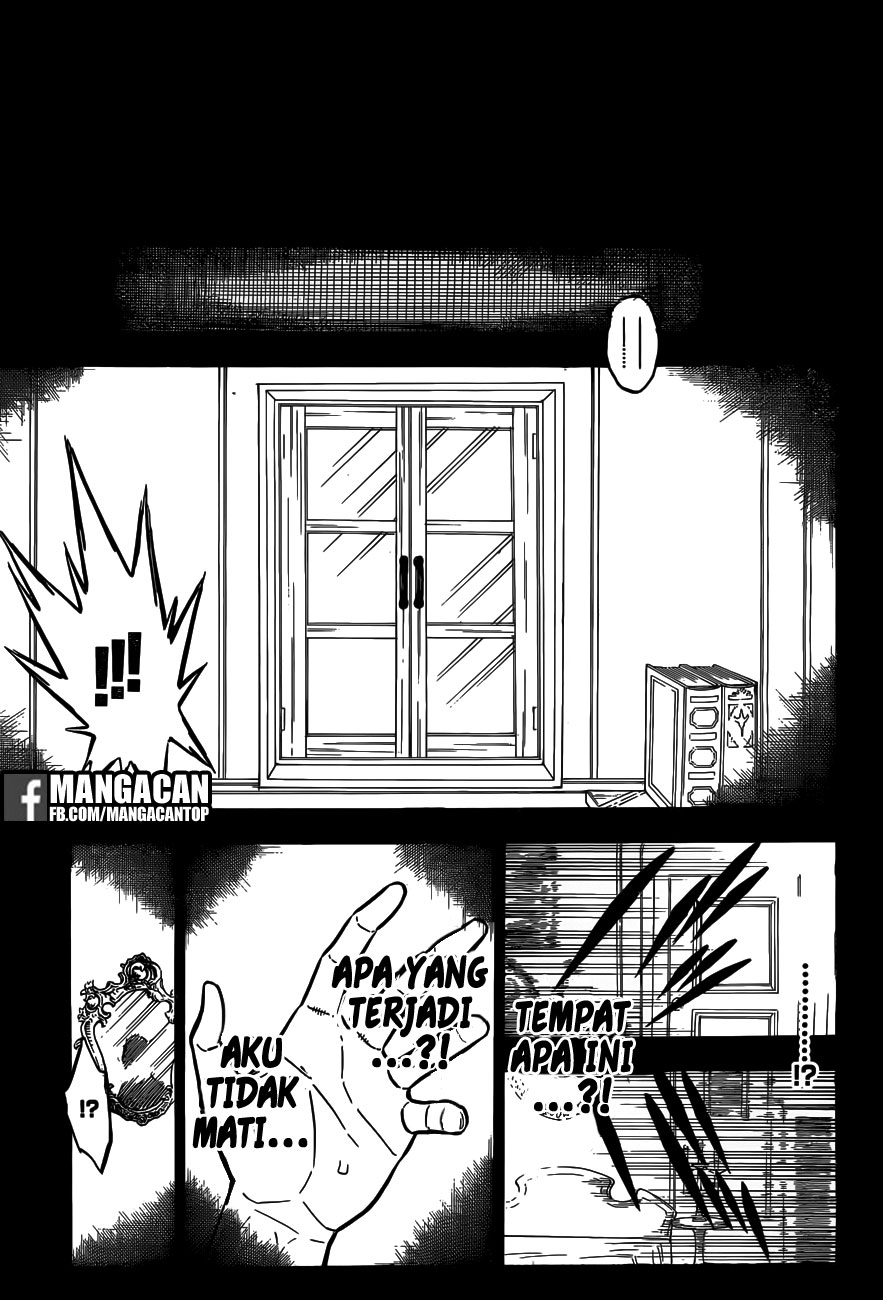 ..........
!!!
f
MANGACAN
FB.COM/MANGACANTOP
..........!?
TEMPAT
APA INI
...?!
APA YANG
TERJADI
...?!
AKU
TIDAK
MATI...
!?